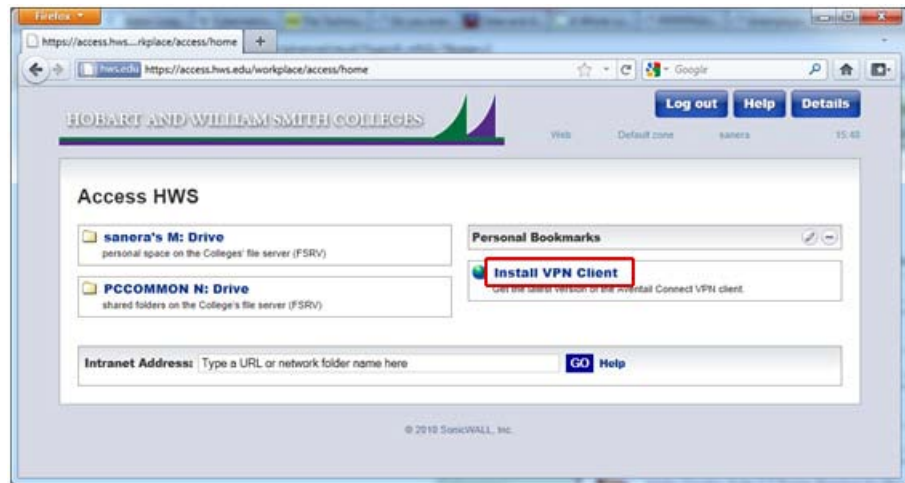 Firefox
https://access.hws....rkplace/access/home
+
hws.edu https://access.hws.edu/workplace/access/home
Google
Log out Help Details
HOBART AND WILLIAM SMITH COLLEGES
Web Default zone sanera 15:48
Access HWS
sanera's M: Drive
personal space on the Colleges' file server (FSRV)
PCCOMMON N: Drive
shared folders on the College's file server (FSRV)
Personal Bookmarks
Install VPN Client
Get the latest version of the Aventail Connect VPN client.
Intranet Address: Type a URL or network folder name here GO Help
© 2010 SonicWALL, Inc.